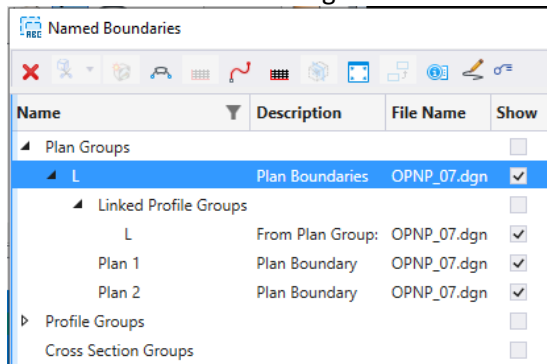 Named Boundaries
Name Description File Name Show
Plan Groups
L Plan Boundaries OPNP_07.dgn
Linked Profile Groups
L From Plan Group: OPNP_07.dgn
Plan 1 Plan Boundary OPNP_07.dgn
Plan 2 Plan Boundary OPNP_07.dgn
Profile Groups
Cross Section Groups